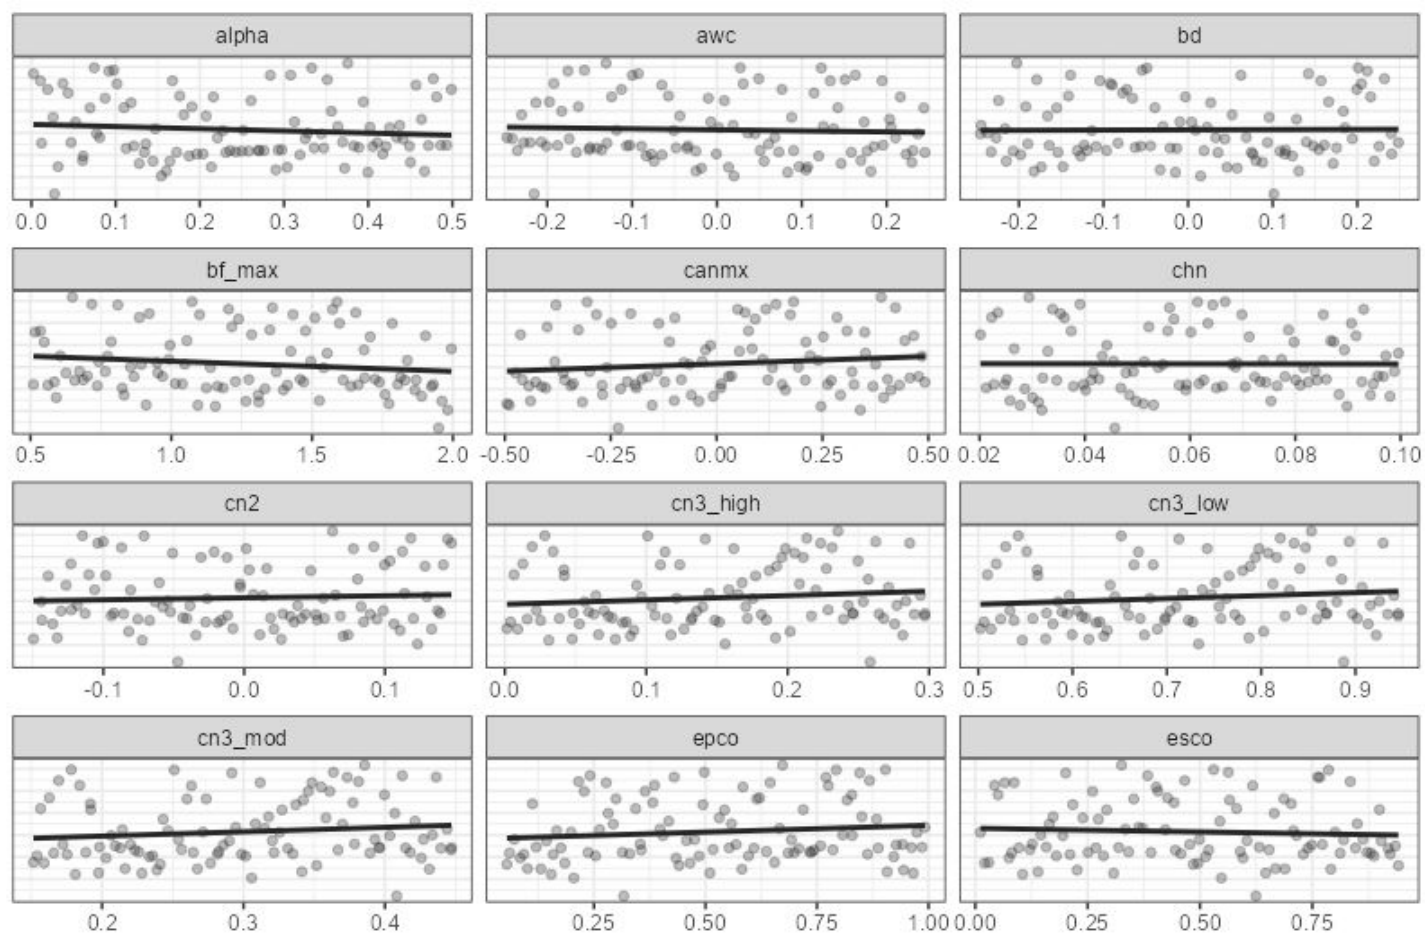 alpha awc bd
0.0 0.1 0.2 0.3 0.4 0.5 -0.2 -0.1 0.0 0.1 0.2 -0.2 -0.1 0.0 0.1 0.2
bf_max canmx chn
0.5 1.0 1.5 2.0 -0.50 -0.25 0.00 0.25 0.50 0.02 0.04 0.06 0.08 0.10
cn2 cn3_high cn3_low
-0.1 0.0 0.1 0.0 0.1 0.2 0.3 0.5 0.6 0.7 0.8 0.9
cn3_mod epco esco
0.2 0.3 0.4 0.25 0.50 0.75 1.00 0.00 0.25 0.50 0.75